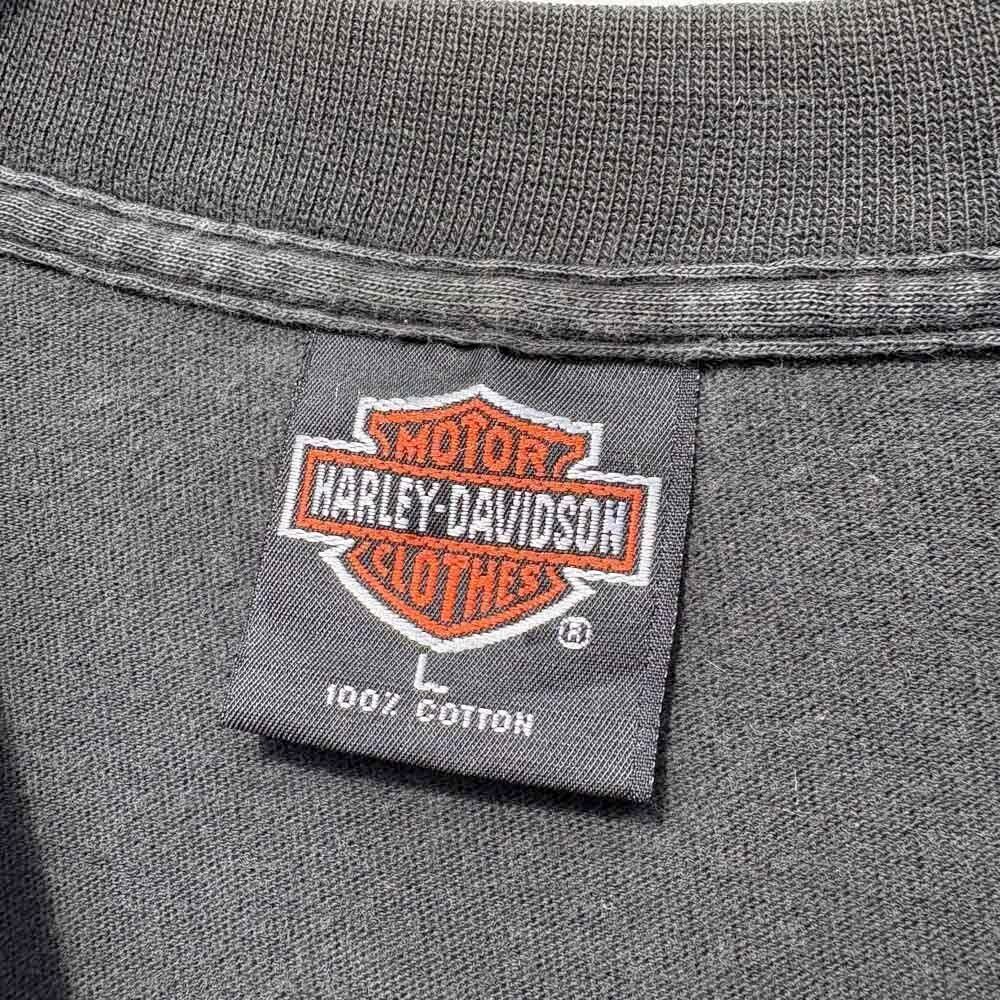 MOTOR
HARLEY-DAVIDSON
CLOTHES
®
L
100% COTTON